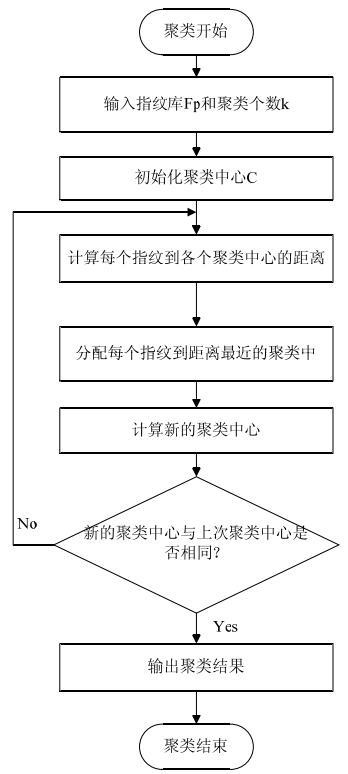 聚类开始
输入指纹库Fp和聚类个数k
初始化聚类中心C
计算每个指纹到各个聚类中心的距离
分配每个指纹到距离最近的聚类中
计算新的聚类中心
No
新的聚类中心与上次聚类中心是
否相同？
Yes
输出聚类结果
聚类结束